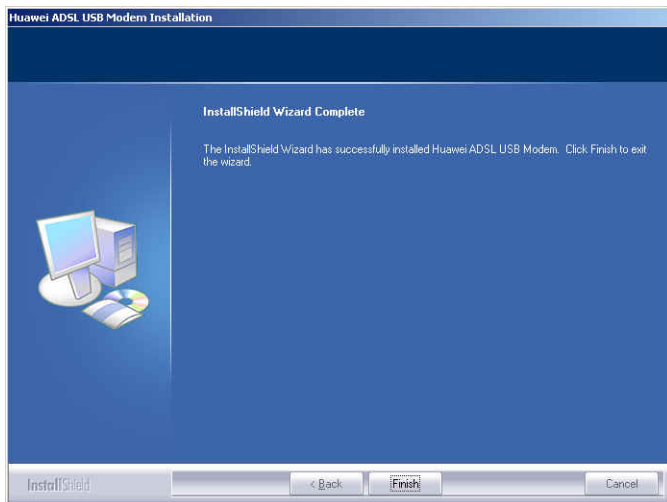 Huawei ADSL USB Modem Installation
InstallShield Wizard Complete
The InstallShield Wizard has successfully installed Huawei ADSL USB Modem. Click Finish to exit
the wizard.
InstallShield
< Back
Finish
Cancel